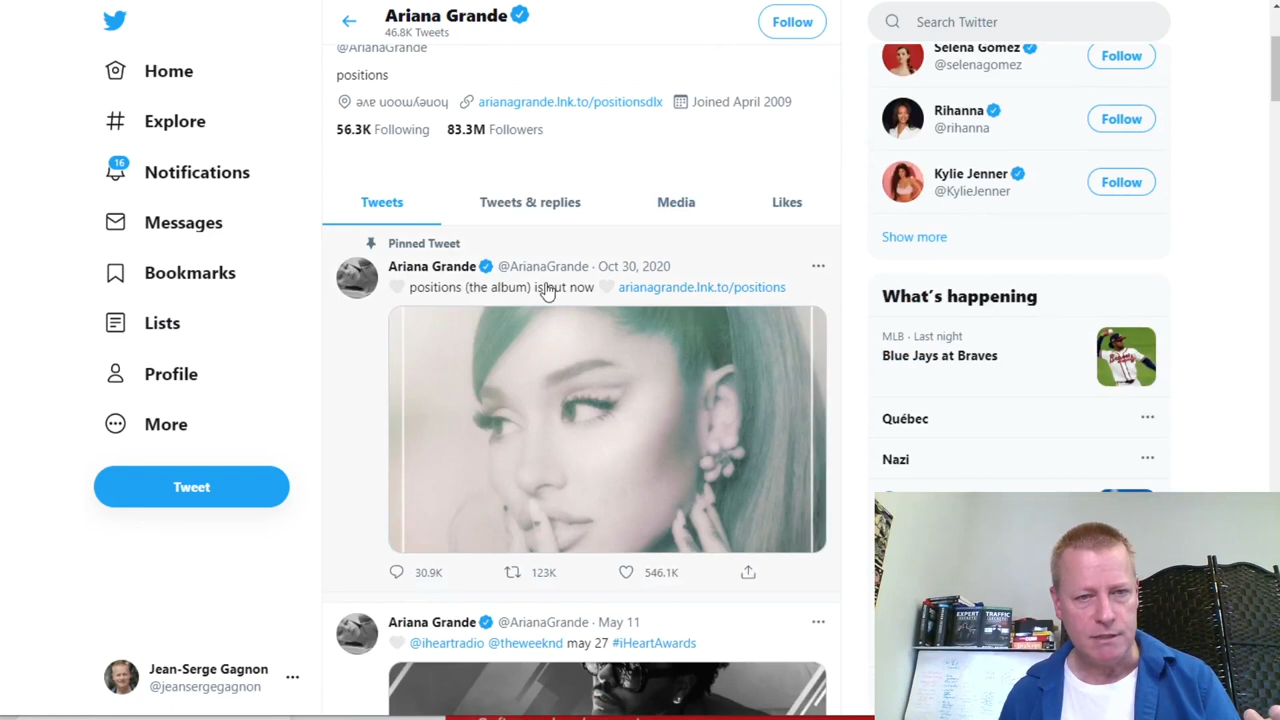 Home
Explore
16
Notifications
Messages
Bookmarks
Lists
Profile
More
Tweet
Jean-Serge Gagnon
@jeansergegagnon
Ariana Grande
46.8K Tweets
Follow
@ArianaGrande
positions
arianagrande.lnk.to/positionsdlx
Joined April 2009
56.3K Following 83.3M Followers
Tweets
Tweets & replies
Media
Likes
Pinned Tweet
Ariana Grande @ArianaGrande · Oct 30, 2020
positions (the album) is out now arianagrande.lnk.to/positions
30.9K
123K
546.1K
Ariana Grande @ArianaGrande · May 11
@iheartradio @theweeknd may 27 #iHeartAwards
Search Twitter
Selena Gomez
@selenagomez
Follow
Rihanna
@rihanna
Follow
Kylie Jenner
@KylieJenner
Follow
Show more
What's happening
MLB · Last night
Blue Jays at Braves
Québec
Nazi
EXPERT
SECRETS
TRAFFIC
SECRETS